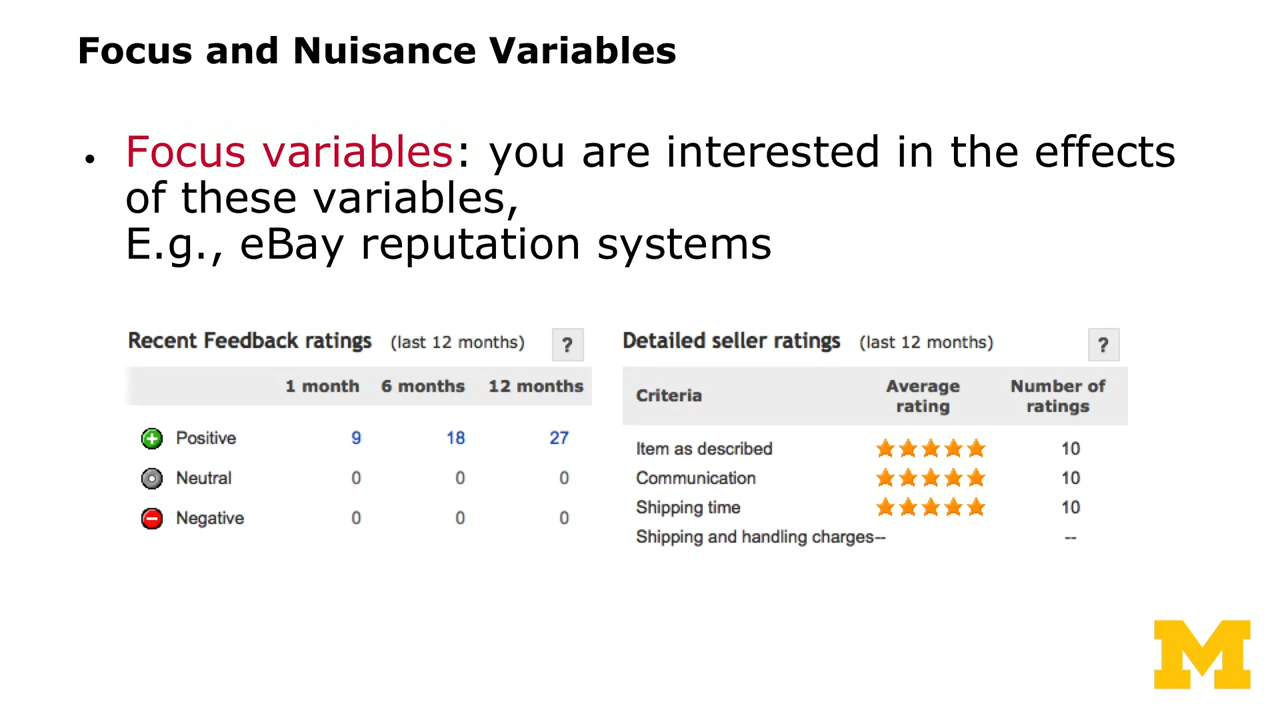 Focus and Nuisance Variables
• Focus variables: you are interested in the effects
of these variables,
E.g., eBay reputation systems
Recent Feedback ratings (last 12 months) ?
1 month 6 months 12 months
Positive 9 18 27
Neutral 0 0 0
Negative 0 0 0
Detailed seller ratings (last 12 months) ?
Criteria Average rating Number of ratings
Item as described 10
Communication 10
Shipping time 10
Shipping and handling charges-- --
M